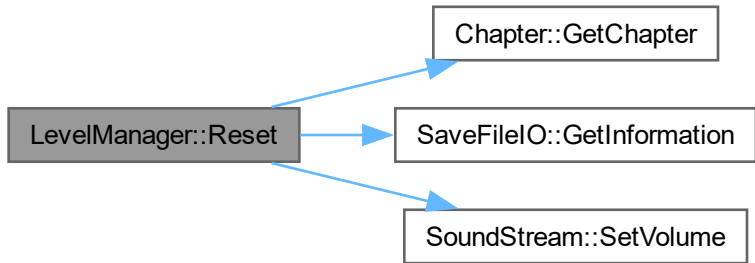 Chapter::GetChapter
LevelManager::Reset
SaveFileIO::GetInformation
SoundStream::SetVolume